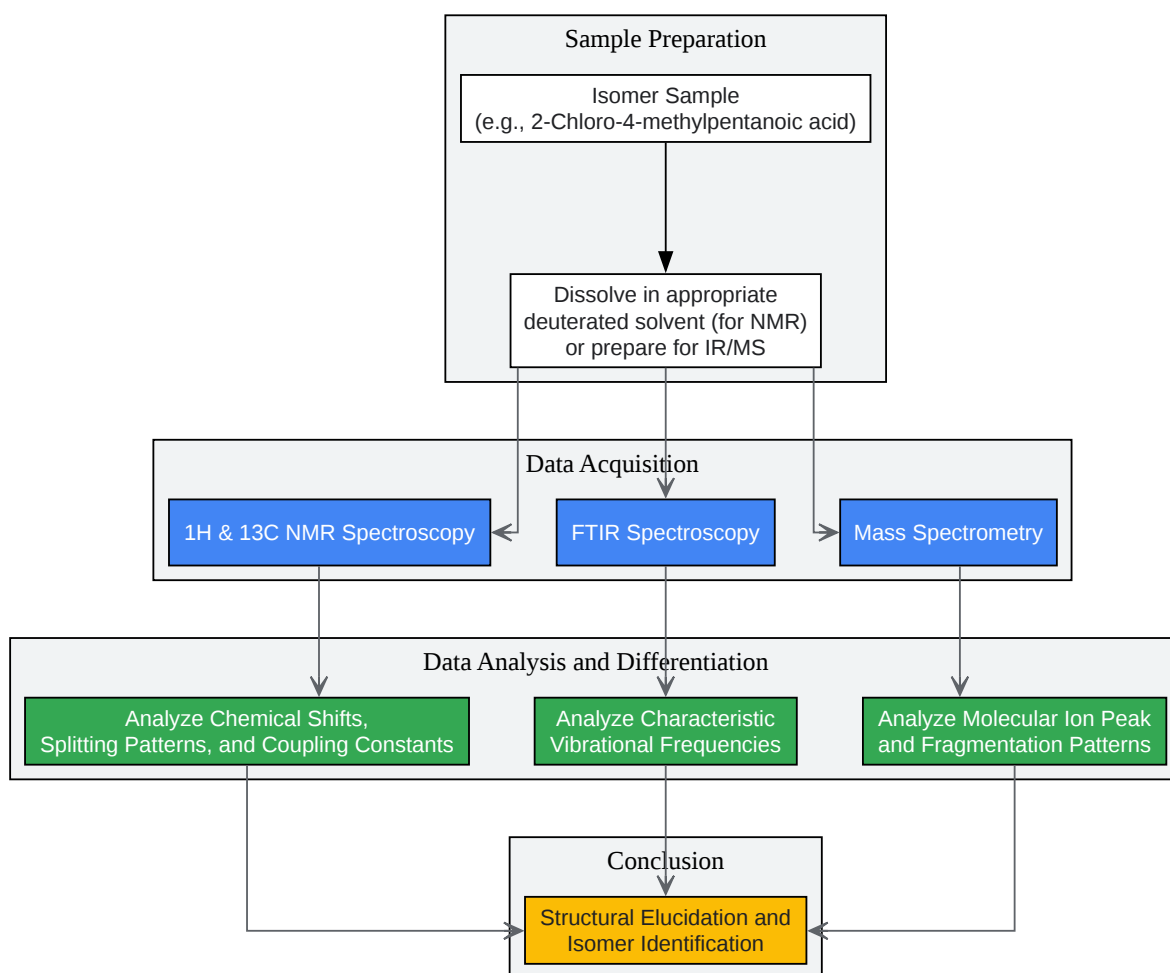 Sample Preparation
Isomer Sample
(e.g., 2-Chloro-4-methylpentanoic acid)
Dissolve in appropriate
deuterated solvent (for NMR)
or prepare for IR/MS
Data Acquisition
1H & 13C NMR Spectroscopy
FTIR Spectroscopy
Mass Spectrometry
Data Analysis and Differentiation
Analyze Chemical Shifts,
Splitting Patterns, and Coupling Constants
Analyze Characteristic
Vibrational Frequencies
Analyze Molecular Ion Peak
and Fragmentation Patterns
Conclusion
Structural Elucidation and
Isomer Identification